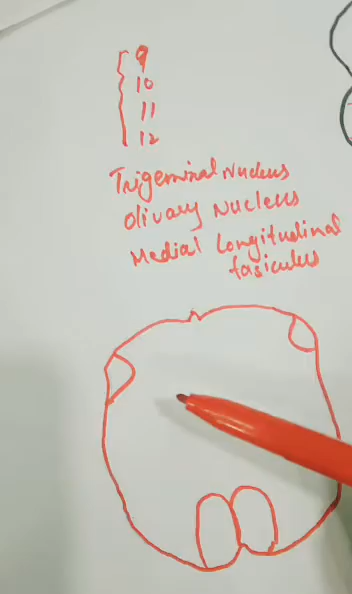 9
10
11
12
Trigeminal Nucleus
Olivary Nucleus
Medial Longitudinal
fasiculus